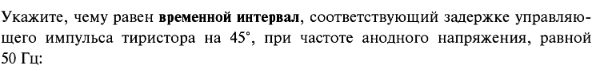 Укажите, чему равен временной интервал, соответствующий задержке управляю-
щего импульса тиристора на 45°, при частоте анодного напряжения, равной
50 Гц: